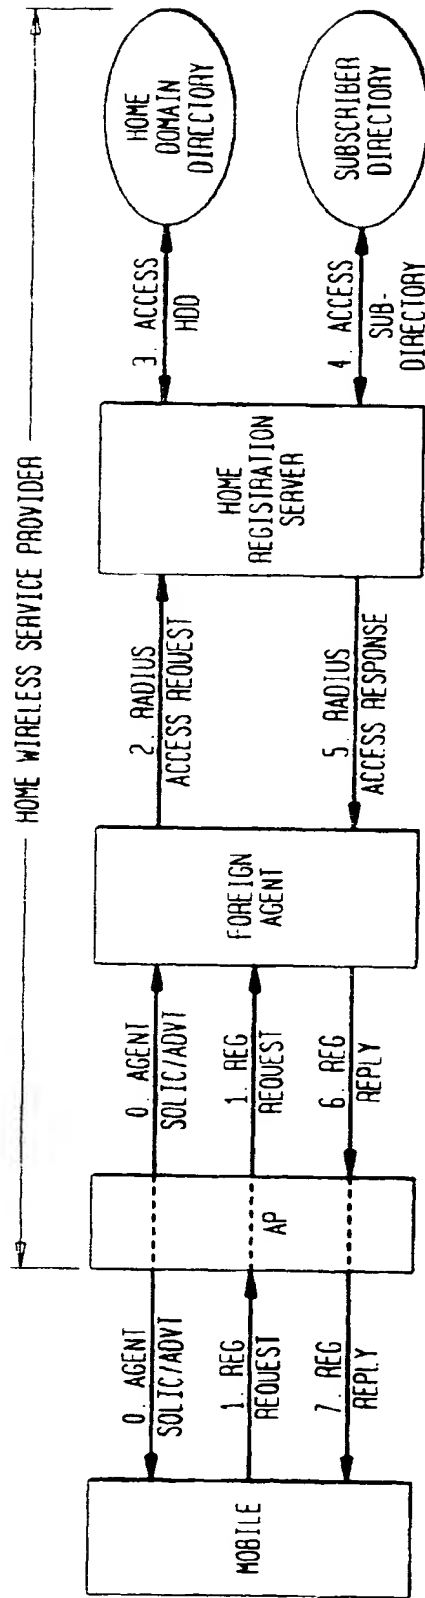 HOME WIRELESS SERVICE PROVIDER
MOBILE
0. AGENT
SOLIC/ADVT
1. REG
REQUEST
7. REG
REPLY
AP
0. AGENT
SOLIC/ADVT
1. REG
REQUEST
6. REG
REPLY
FOREIGN
AGENT
2. RADIUS
ACCESS REQUEST
5. RADIUS
ACCESS RESPONSE
HOME
REGISTRATION
SERVER
3. ACCESS
HDD
4. ACCESS
SUB-
DIRECTORY
HOME
DOMAIN
DIRECTORY
SUBSCRIBER
DIRECTORY